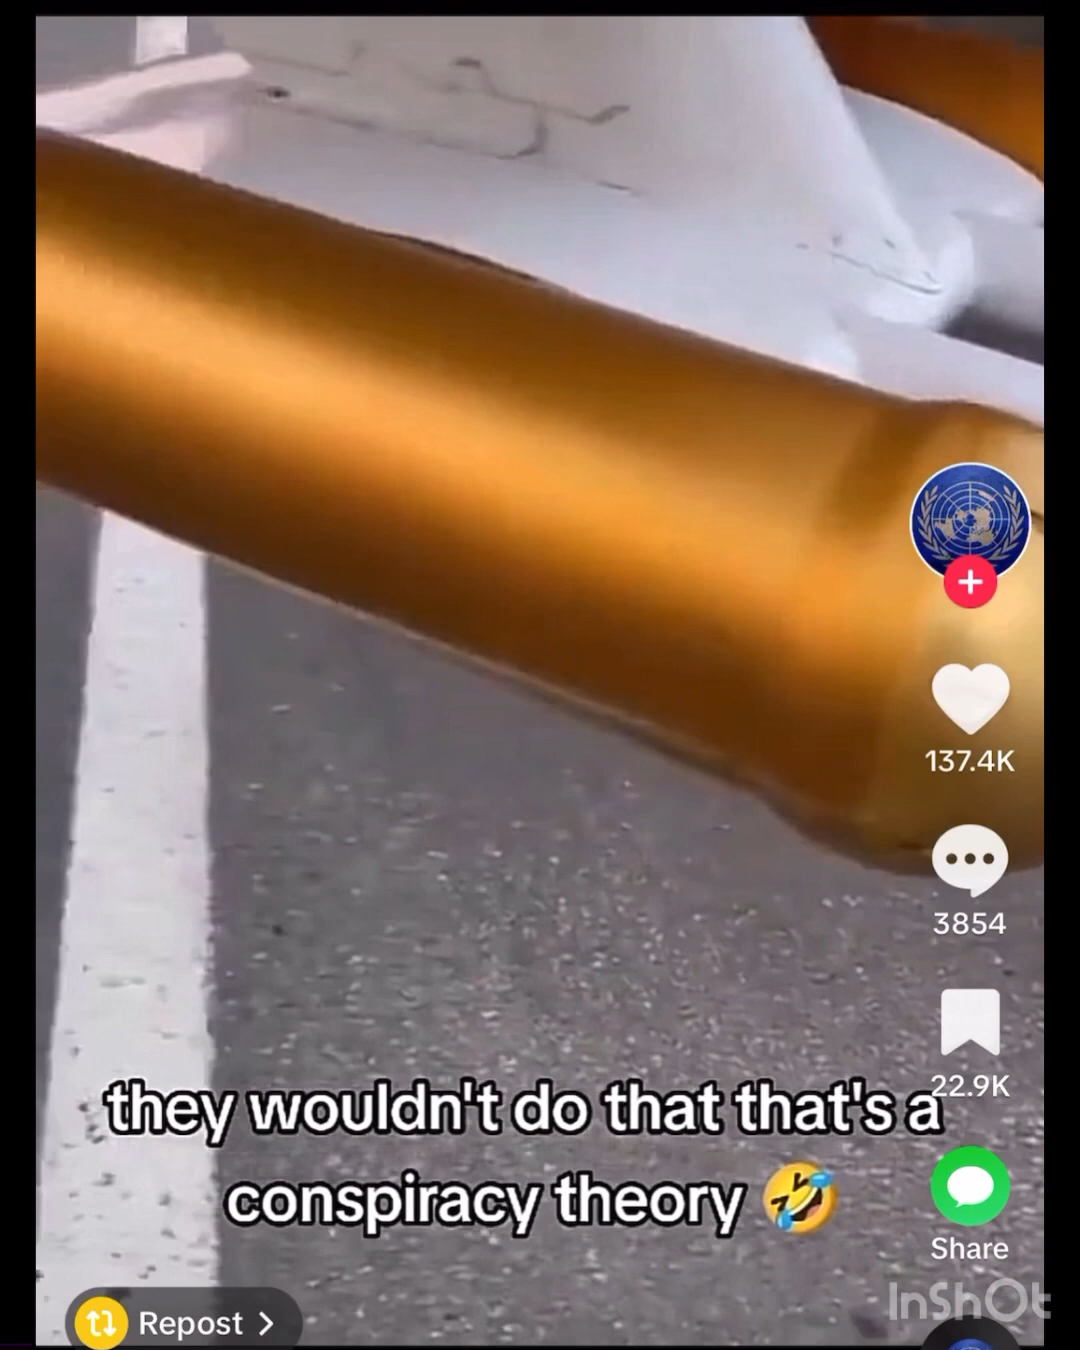 137.4K
3854
they wouldn't do that that's a
22.9K
conspiracy theory 🤣
Share
InShOt
Repost >